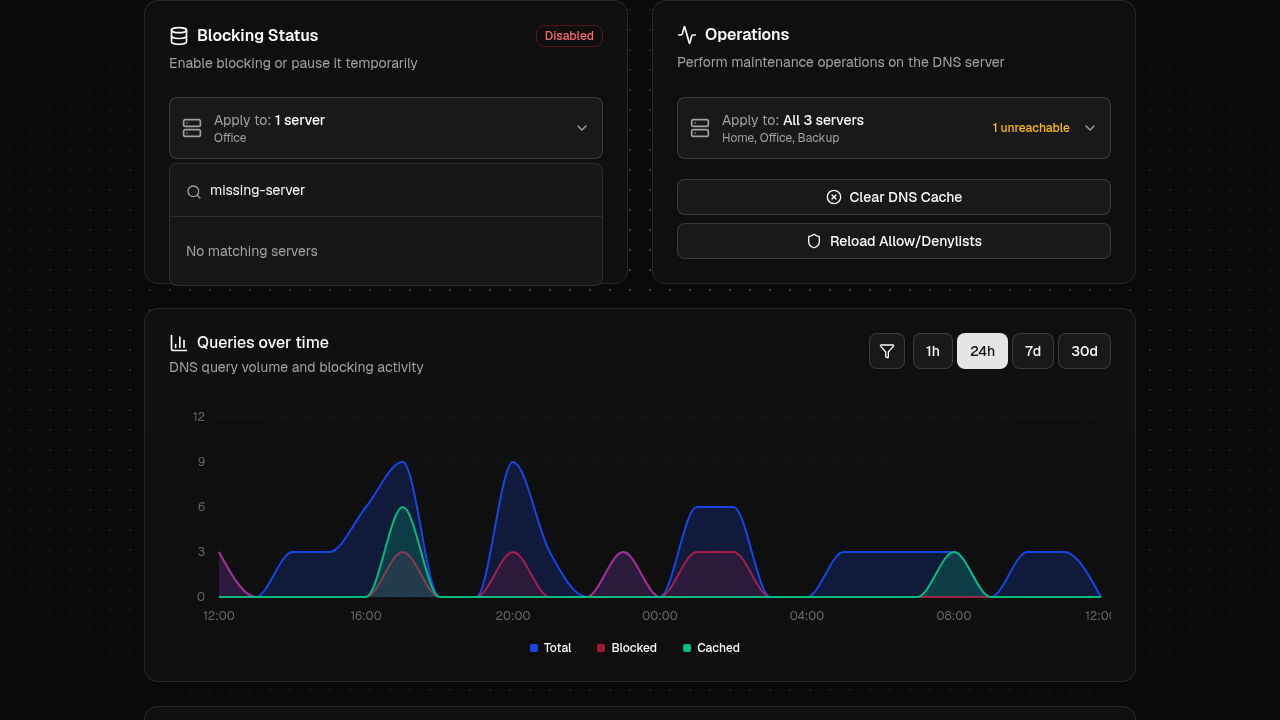 Blocking Status
Disabled
Enable blocking or pause it temporarily
Apply to: 1 server
Office
missing-server
No matching servers
Operations
Perform maintenance operations on the DNS server
Apply to: All 3 servers
Home, Office, Backup
1 unreachable
Clear DNS Cache
Reload Allow/Denylists
Queries over time
DNS query volume and blocking activity
1h
24h
7d
30d
12
9
6
3
0
12:00
16:00
20:00
00:00
04:00
08:00
12:00
Total
Blocked
Cached